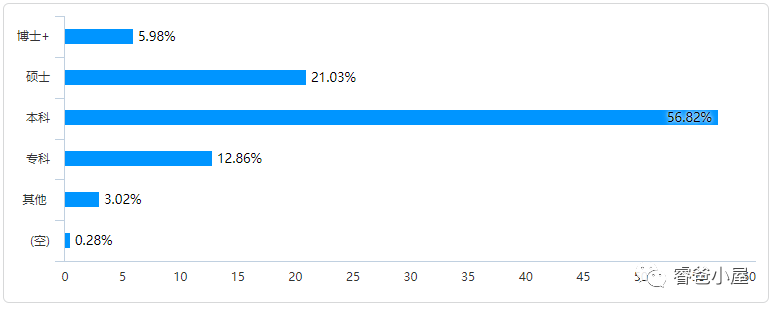 博士+ 5.98%
硕士 21.03%
本科 56.82%
专科 12.86%
其他 3.02%
(空) 0.28%
0 5 10 15 20 25 30 35 40 45 60
睿爸小屋